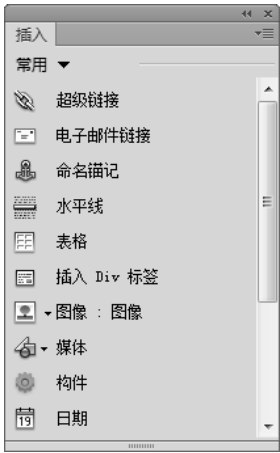 插入
常用
超级链接
电子邮件链接
命名锚记
水平线
表格
插入 Div 标签
图像 : 图像
媒体
构件
19 日期